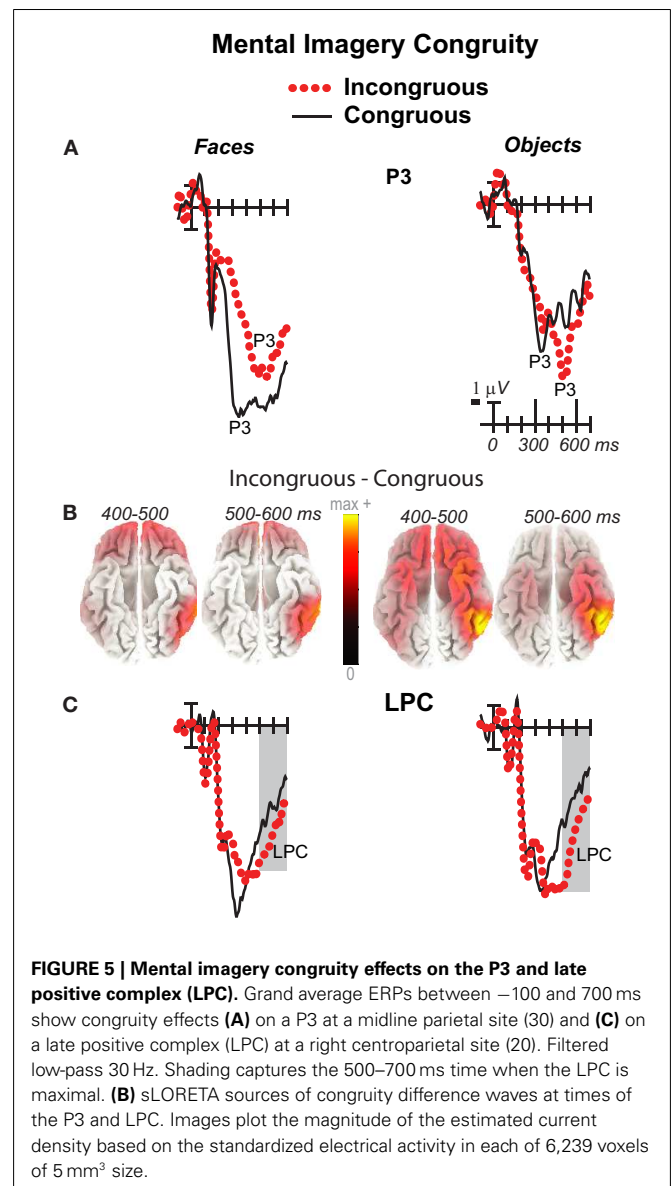 Mental Imagery Congruity
Incongruous
Congruous
A
Faces
P3
Objects
P3
P3
P3
P3
1 μV
0 300 600 ms
Incongruous - Congruous
B
400-500
500-600 ms
max +
0
400-500
500-600 ms
C
LPC
LPC
LPC
FIGURE 5 | Mental imagery congruity effects on the P3 and late
positive complex (LPC). Grand average ERPs between −100 and 700 ms
show congruity effects (A) on a P3 at a midline parietal site (30) and (C) on
a late positive complex (LPC) at a right centroparietal site (20). Filtered
low-pass 30 Hz. Shading captures the 500–700 ms time when the LPC is
maximal. (B) sLORETA sources of congruity difference waves at times of
the P3 and LPC. Images plot the magnitude of the estimated current
density based on the standardized electrical activity in each of 6,239 voxels
of 5 mm³ size.